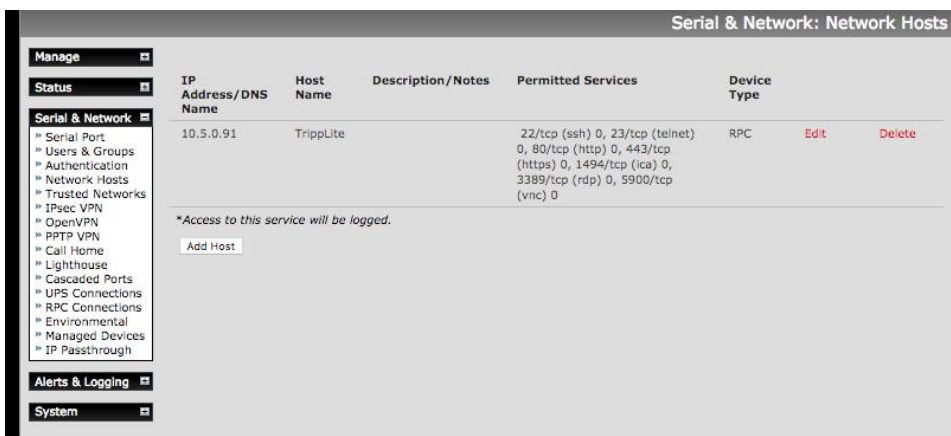 Serial & Network: Network Hosts
Manage
Status
Serial & Network
» Serial Port
» Users & Groups
» Authentication
» Network Hosts
» Trusted Networks
» IPsec VPN
» OpenVPN
» PPTP VPN
» Call Home
» Lighthouse
» Cascaded Ports
» UPS Connections
» RPC Connections
» Environmental
» Managed Devices
» IP Passthrough
Alerts & Logging
System
IP Address/DNS Name
Host Name
Description/Notes
Permitted Services
Device Type
10.5.0.91
TrippLite
22/tcp (ssh) 0, 23/tcp (telnet)
0, 80/tcp (http) 0, 443/tcp
(https) 0, 1494/tcp (ica) 0,
3389/tcp (rdp) 0, 5900/tcp
(vnc) 0
RPC
Edit
Delete
*Access to this service will be logged.
Add Host